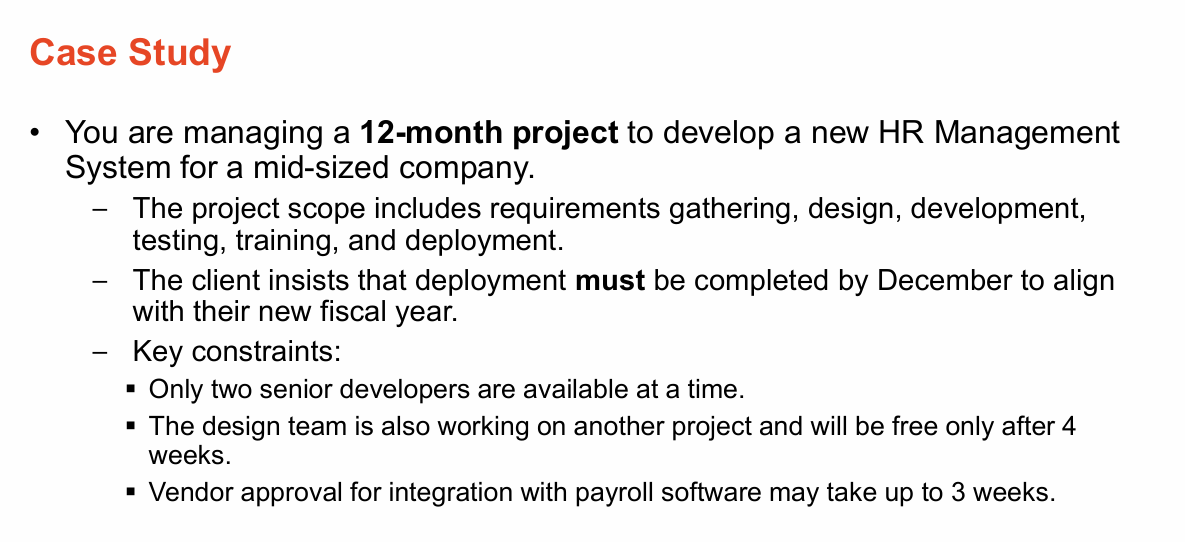 Case Study
• You are managing a 12-month project to develop a new HR Management
System for a mid-sized company.
– The project scope includes requirements gathering, design, development,
testing, training, and deployment.
– The client insists that deployment must be completed by December to align
with their new fiscal year.
– Key constraints:
▪ Only two senior developers are available at a time.
▪ The design team is also working on another project and will be free only after 4
weeks.
▪ Vendor approval for integration with payroll software may take up to 3 weeks.